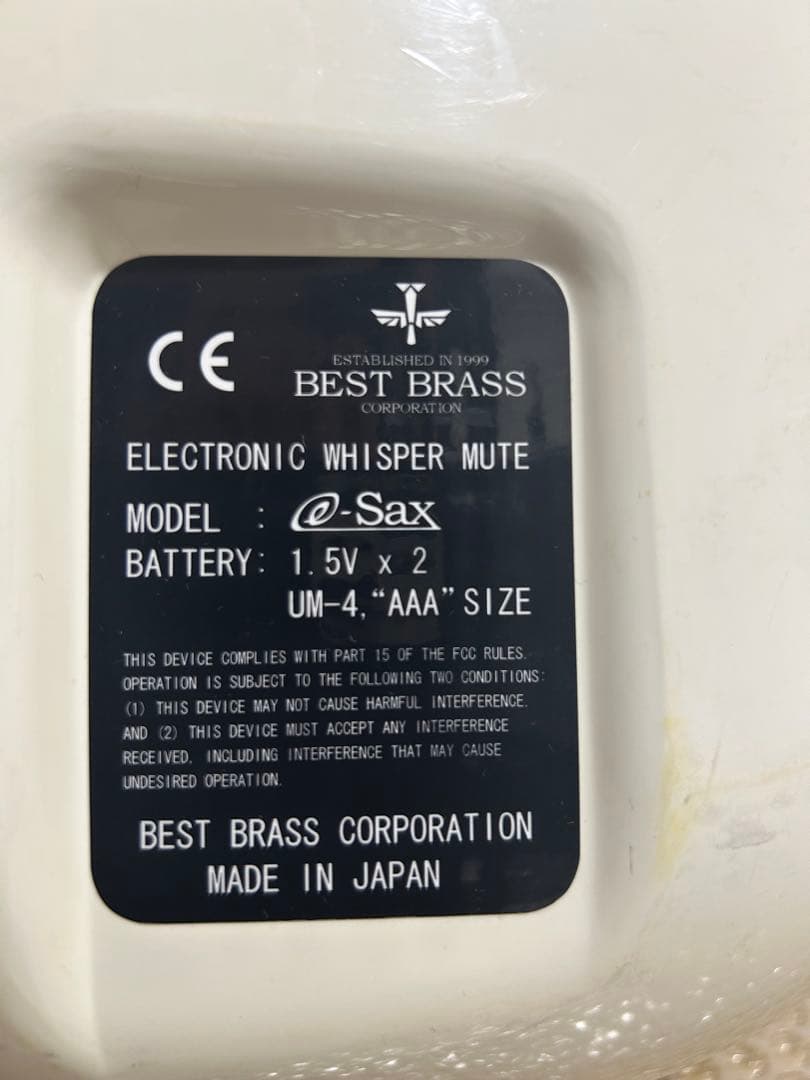 CE
ESTABLISHED IN 1999
BEST BRASS
CORPORATION
ELECTRONIC WHISPER MUTE
MODEL : e-Sax
BATTERY: 1.5V x 2
UM-4,“AAA”SIZE
THIS DEVICE COMPLIES WITH PART 15 OF THE FCC RULES.
OPERATION IS SUBJECT TO THE FOLLOWING TWO CONDITIONS:
(1) THIS DEVICE MAY NOT CAUSE HARMFUL INTERFERENCE.
AND (2) THIS DEVICE MUST ACCEPT ANY INTERFERENCE
RECEIVED, INCLUDING INTERFERENCE THAT MAY CAUSE
UNDESIRED OPERATION.
BEST BRASS CORPORATION
MADE IN JAPAN